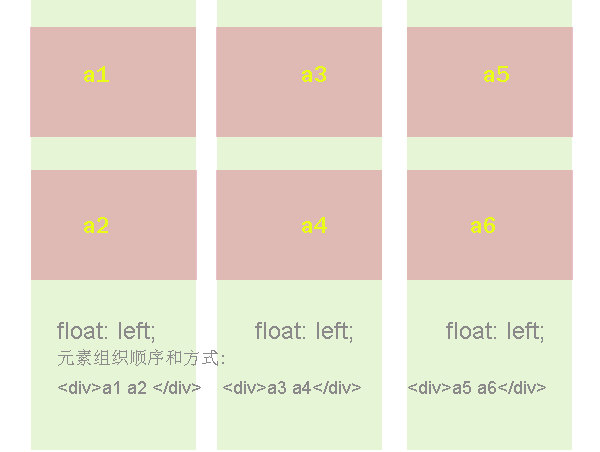 a1 a3 a5
a2 a4 a6
float: left; float: left; float: left;
元素组织顺序和方式:
<div>a1 a2 </div> <div>a3 a4</div> <div>a5 a6</div>